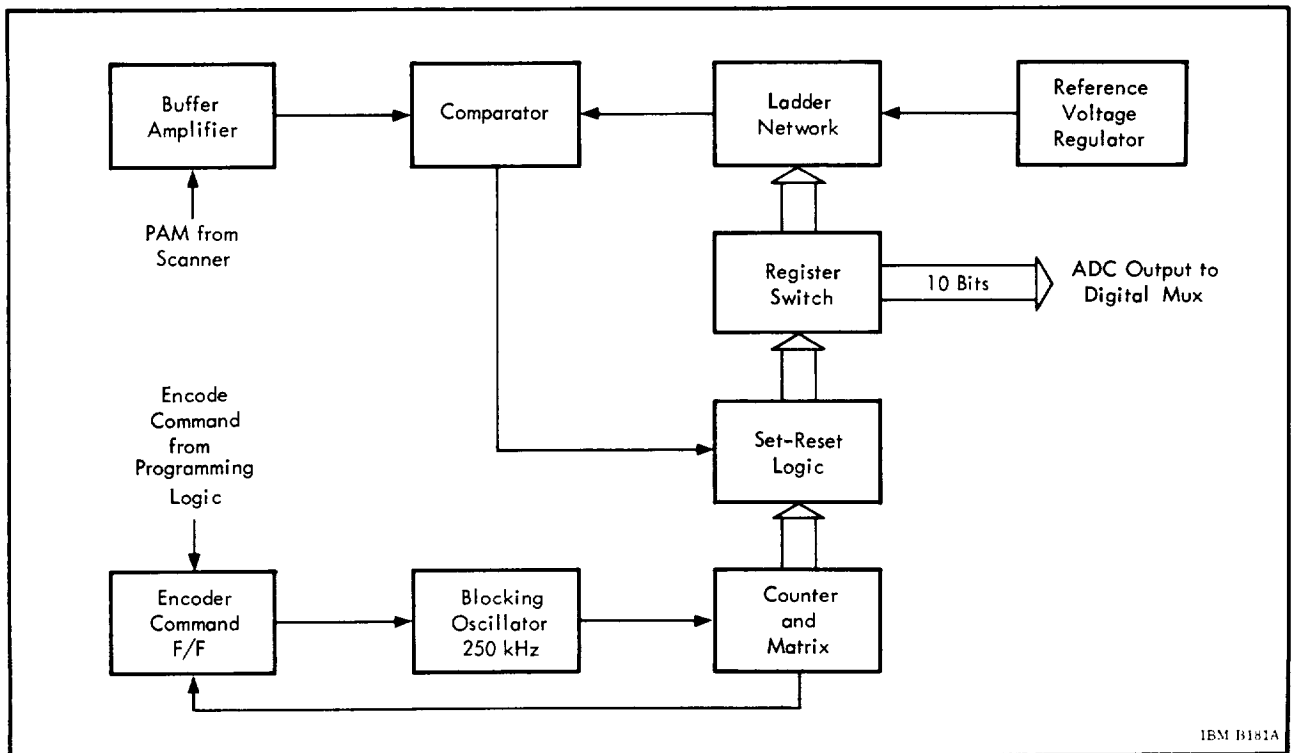 Buffer
Amplifier
Comparator
Ladder
Network
Reference
Voltage
Regulator
PAM from
Scanner
Register
Switch
10 Bits
ADC Output to
Digital Mux
Encode
Command
from
Programming
Logic
Set-Reset
Logic
Encoder
Command
F/F
Blocking
Oscillator
250 kHz
Counter
and
Matrix
IBM B181A